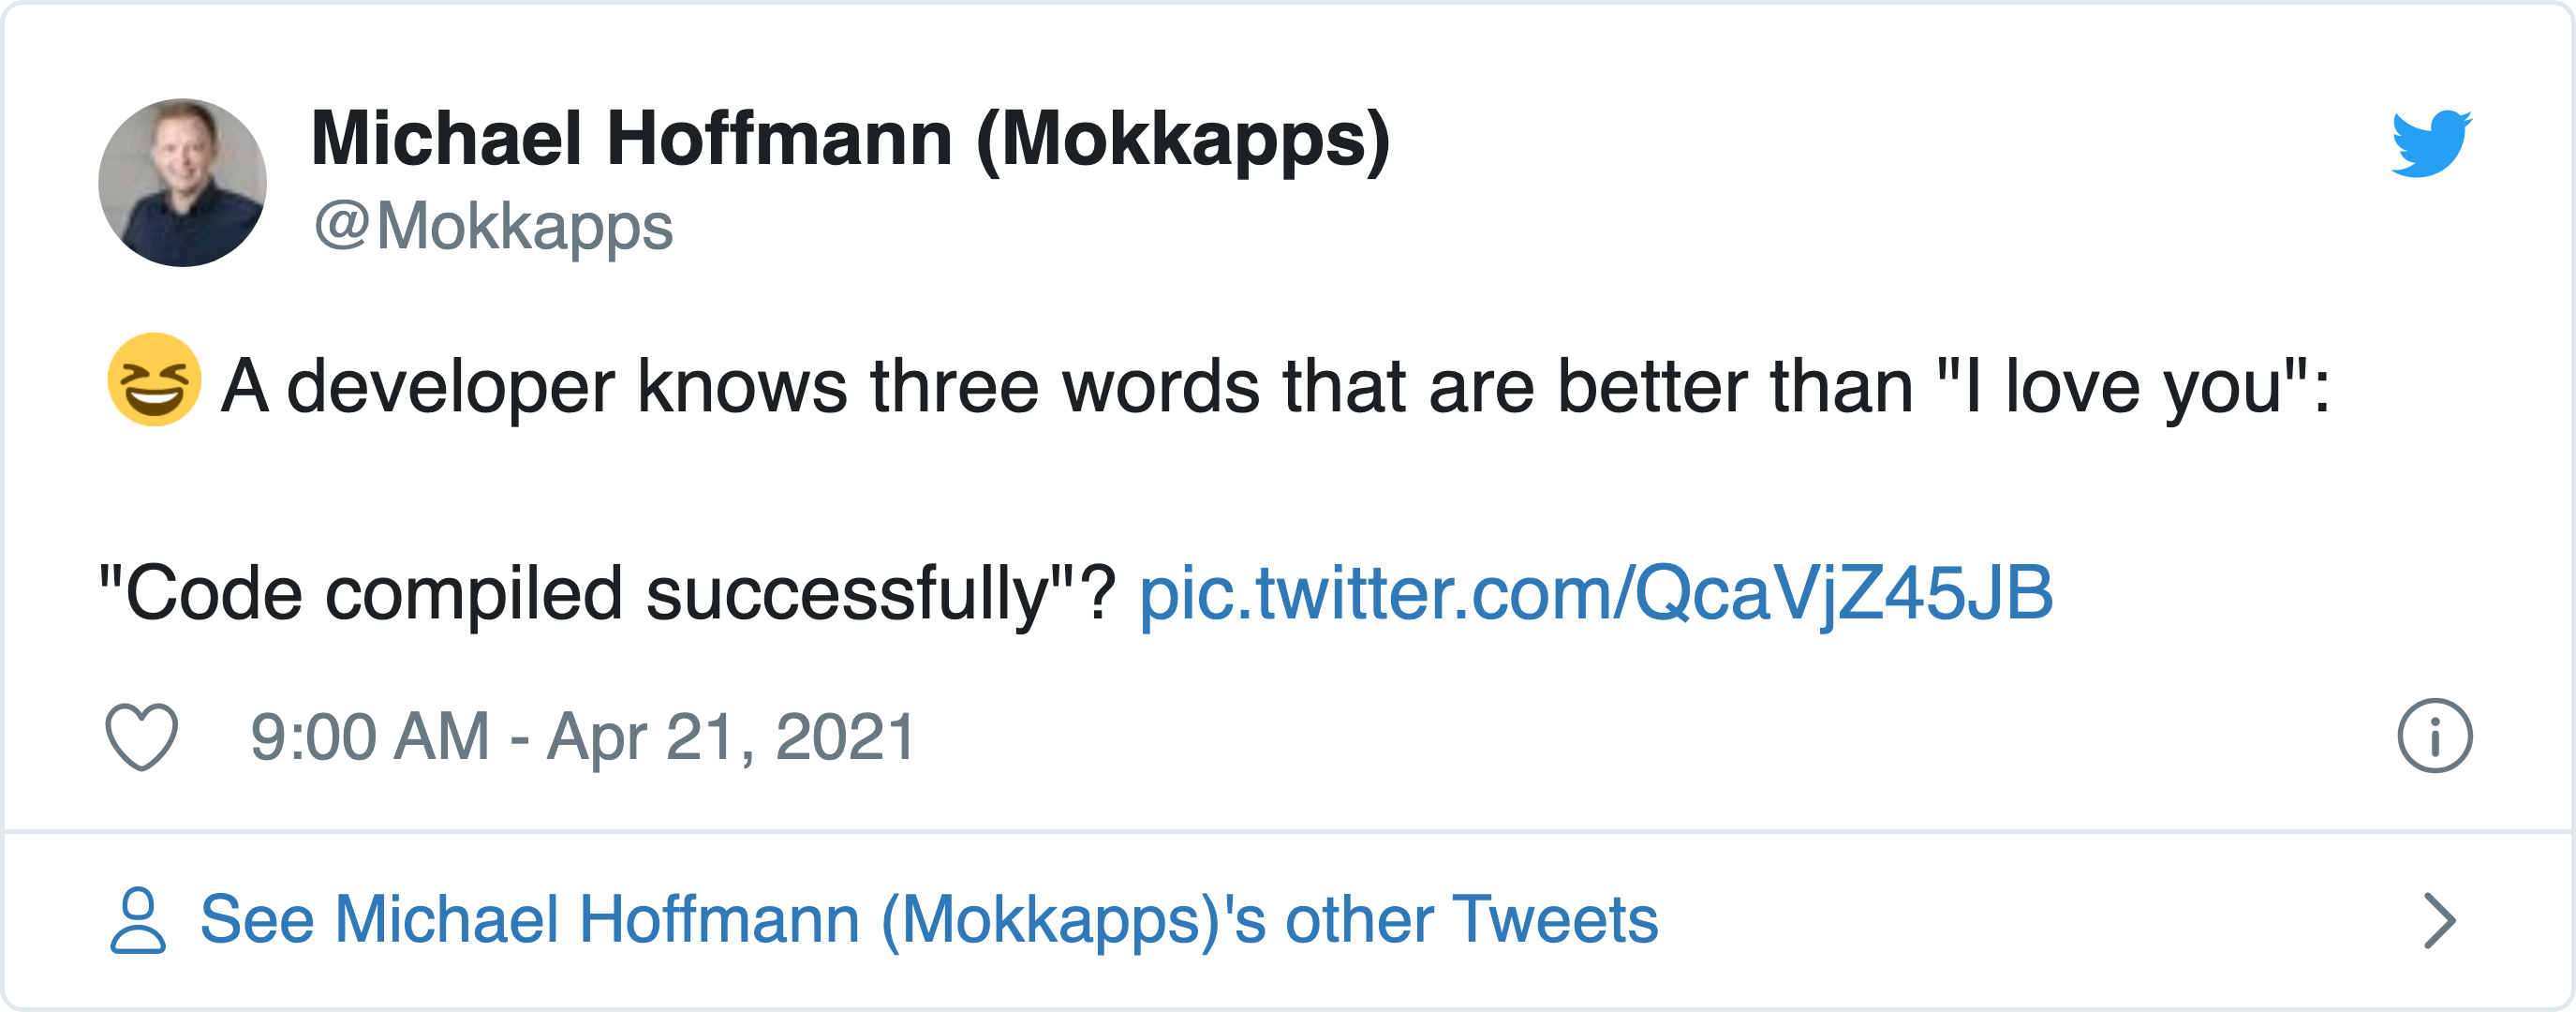 Michael Hoffmann (Mokkapps)
@Mokkapps
😆 A developer knows three words that are better than "I love you":
"Code compiled successfully"? pic.twitter.com/QcaVjZ45JB
9:00 AM - Apr 21, 2021
See Michael Hoffmann (Mokkapps)'s other Tweets